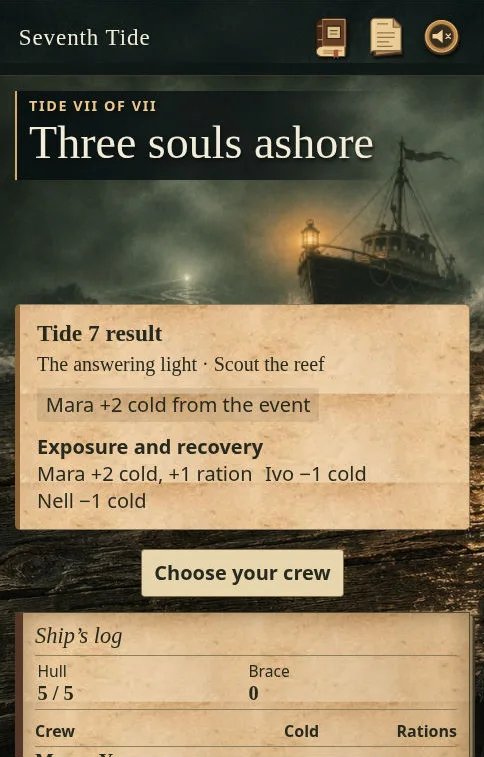 Seventh Tide
TIDE VII OF VII
Three souls ashore
Tide 7 result
The answering light · Scout the reef
Mara +2 cold from the event
Exposure and recovery
Mara +2 cold, +1 ration Ivo −1 cold
Nell −1 cold
Choose your crew
Ship’s log
Hull Brace
5 / 5 0
Crew Cold Rations